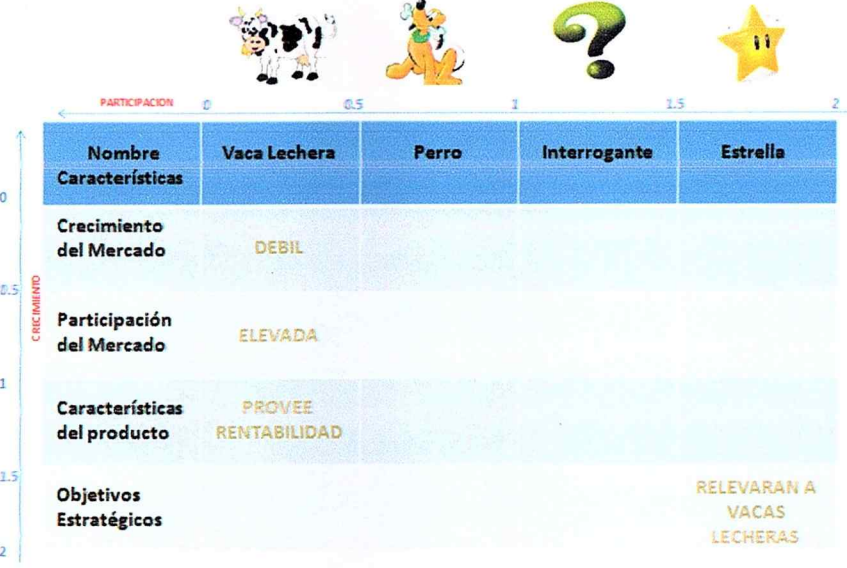 PARTICIPACION 0 0.5 1 1.5 2
Nombre Vaca Lechera Perro Interrogante Estrella
Características
0
Crecimiento
del Mercado DEBIL
0.5
CRECIMIENTO
Participación
del Mercado ELEVADA
1
Características PROVEE
del producto RENTABILIDAD
1.5
Objetivos RELEVARAN A
Estratégicos VACAS
LECHERAS
2